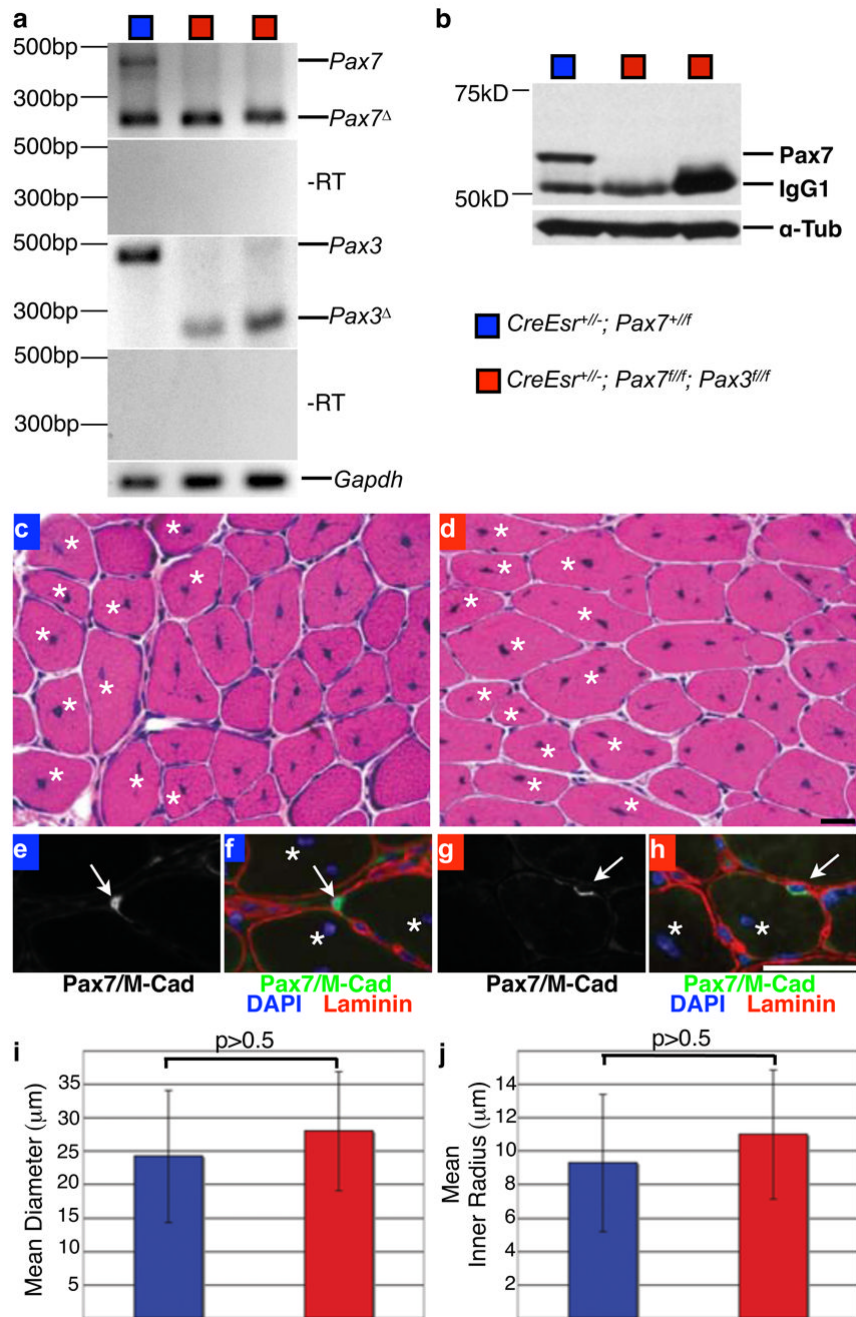 a
500bp
Pax7
300bp
Pax7Δ
500bp
-RT
300bp
500bp
Pax3
300bp
Pax3Δ
500bp
-RT
300bp
Gapdh
b
75kD
Pax7
IgG1
50kD
α-Tub
CreEsr+//-; Pax7+//f
CreEsr+//-; Pax7f//f; Pax3f//f
c
*
d
*
e
f
*
g
h
*
Pax7/M-Cad
Pax7/M-Cad
DAPI Laminin
Pax7/M-Cad
Pax7/M-Cad
DAPI Laminin
i
p>0.5
35
30
25
20
15
10
5
Mean Diameter (μm)
j
p>0.5
14
12
10
8
6
4
2
Mean
Inner Radius (μm)